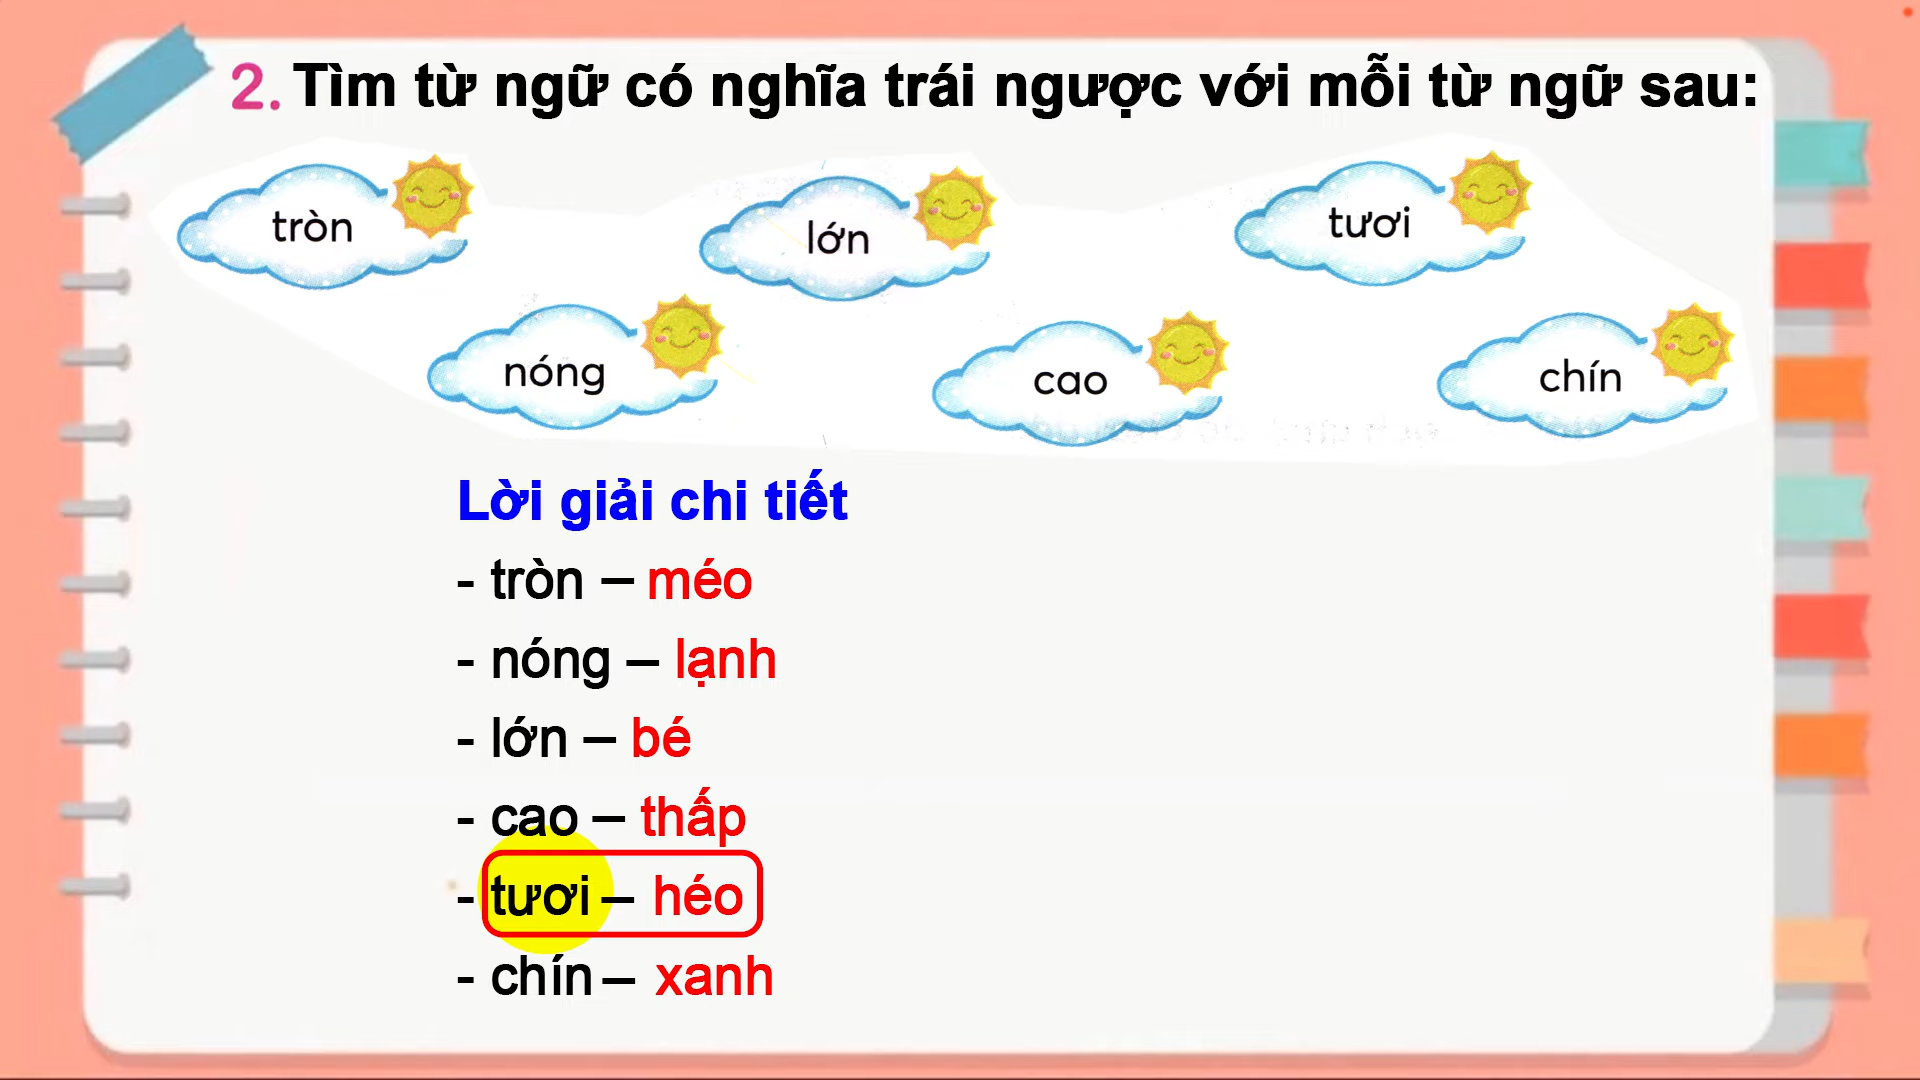 2. Tìm từ ngữ có nghĩa trái ngược với mỗi từ ngữ sau:
tròn
lớn
tươi
nóng
cao
chín
Lời giải chi tiết
- tròn – méo
- nóng – lạnh
- lớn – bé
- cao – thấp
- tươi – héo
- chín – xanh